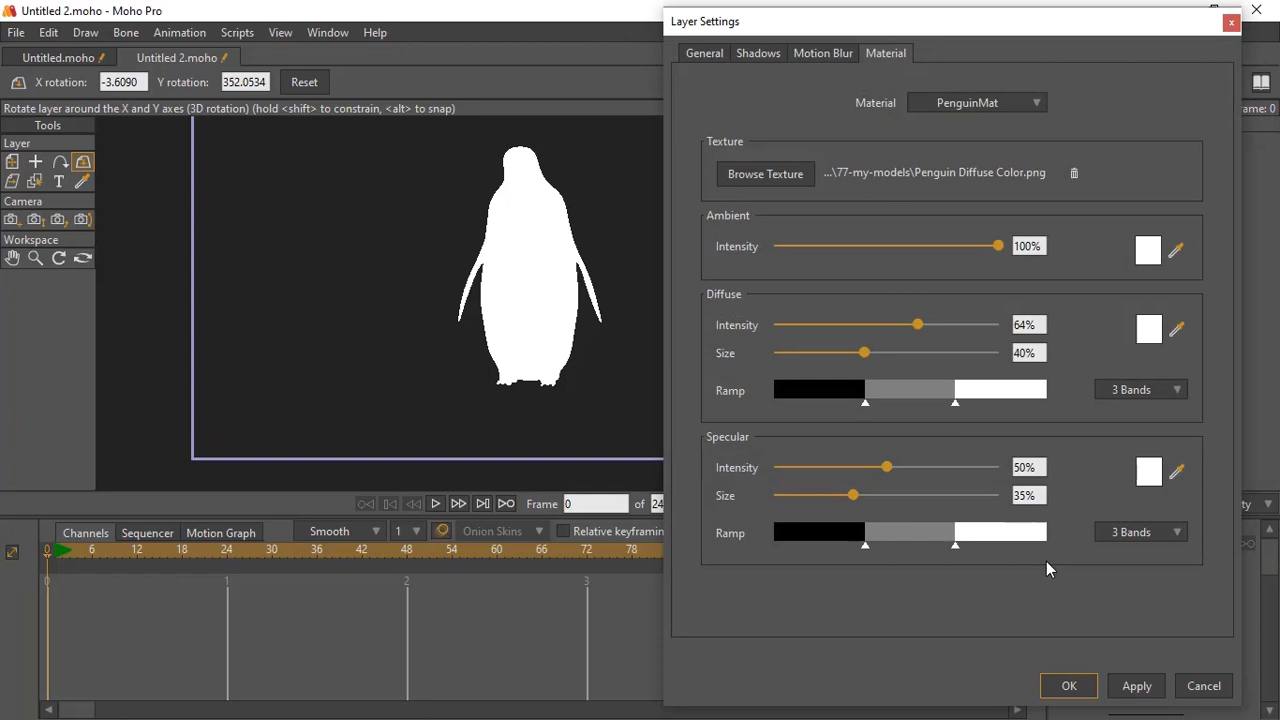 Untitled 2.moho - Moho Pro
File Edit Draw Bone Animation Scripts View Window Help
Untitled.moho Untitled 2.moho
X rotation: -3.6090 Y rotation: 352.0534 Reset
Rotate layer around the X and Y axes (3D rotation) (hold <shift> to constrain, <alt> to snap)
rame: 0
Tools
Layer
T
Camera
Workspace
Frame 0 of 24
Channels Sequencer Motion Graph Smooth 1 Onion Skins Relative keyframin
0 6 12 18 24 30 36 42 48 54 60 66 72 78
0 1 2 3
Layer Settings
General Shadows Motion Blur Material
Material PenguinMat
Texture
Browse Texture ...\77-my-models\Penguin Diffuse Color.png
Ambient
Intensity 100%
Diffuse
Intensity 64%
Size 40%
Ramp 3 Bands
Specular
Intensity 50%
Size 35%
Ramp 3 Bands
OK Apply Cancel